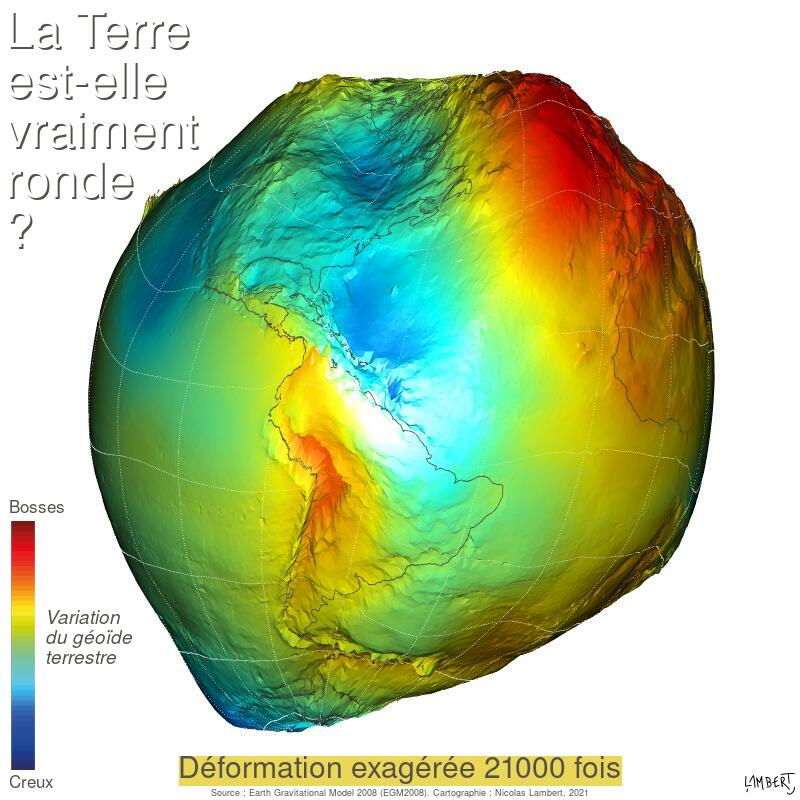 La Terre
est-elle
vraiment
ronde
?
Bosses
Variation
du géoïde
terrestre
Creux
Déformation exagérée 21000 fois
Source : Earth Gravitational Model 2008 (EGM2008). Cartographie : Nicolas Lambert, 2021
LAMBERT